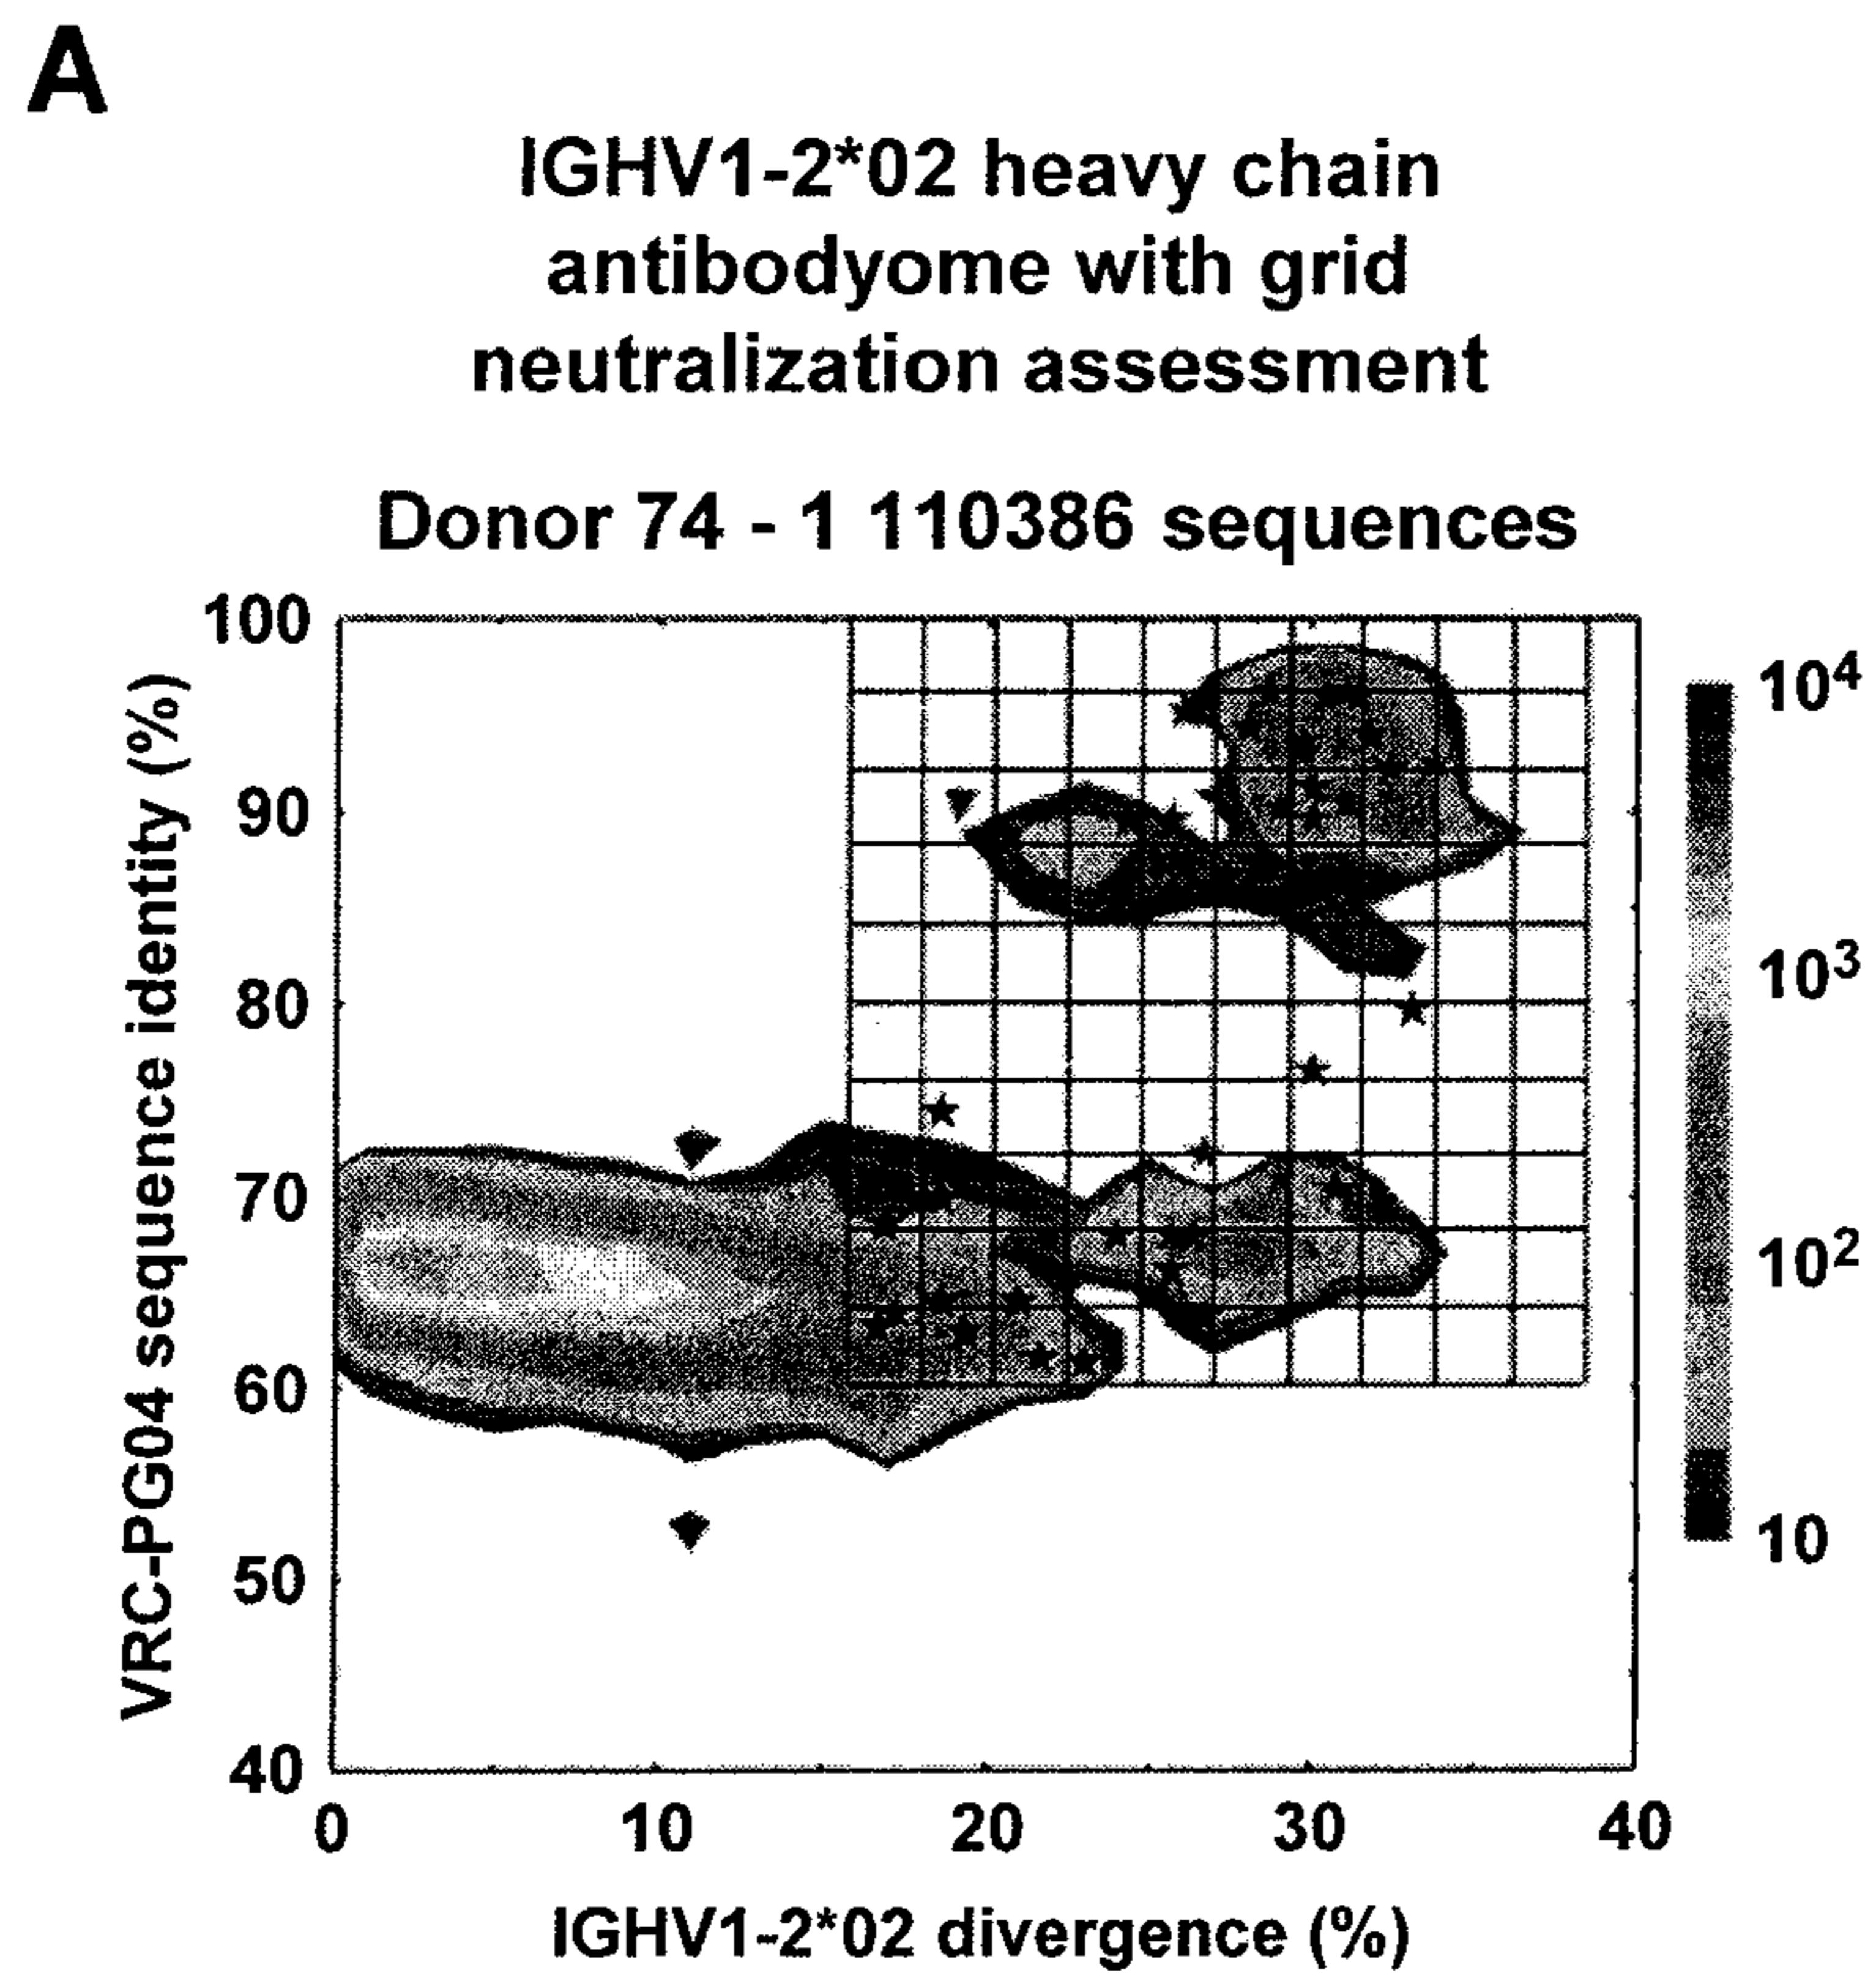 A
IGHV1-2*02 heavy chain
antibodyome with grid
neutralization assessment
Donor 74 - 1 110386 sequences
VRC-PG04 sequence identity (%)
100
90
80
70
60
50
40
0 10 20 30 40
IGHV1-2*02 divergence (%)
10⁴
10³
10²
10